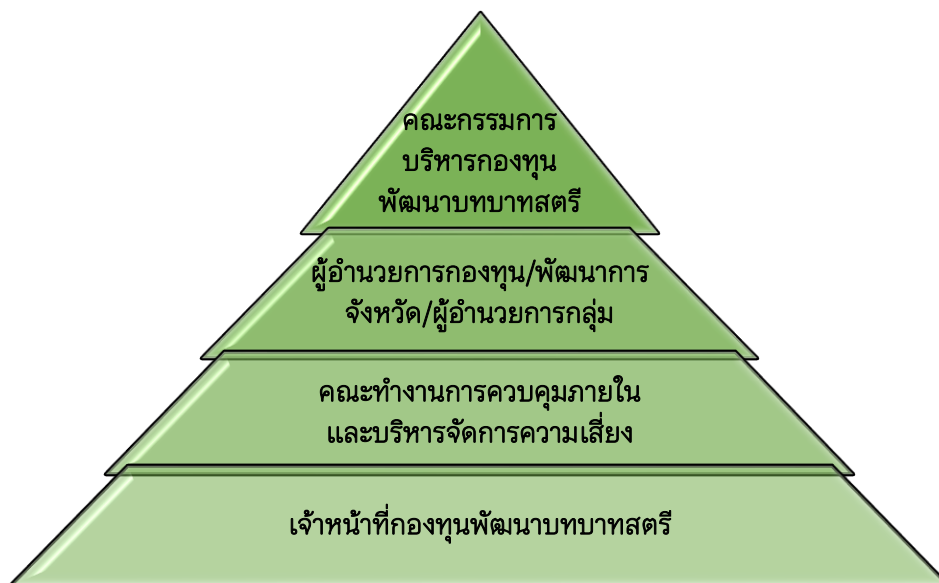 คณะกรรมการ
บริหารกองทุน
พัฒนาบทบาทสตรี
ผู้อำนวยการกองทุน/พัฒนาการ
จังหวัด/ผู้อำนวยการกลุ่ม
คณะทำงานการควบคุมภายใน
และบริหารจัดการความเสี่ยง
เจ้าหน้าที่กองทุนพัฒนาบทบาทสตรี